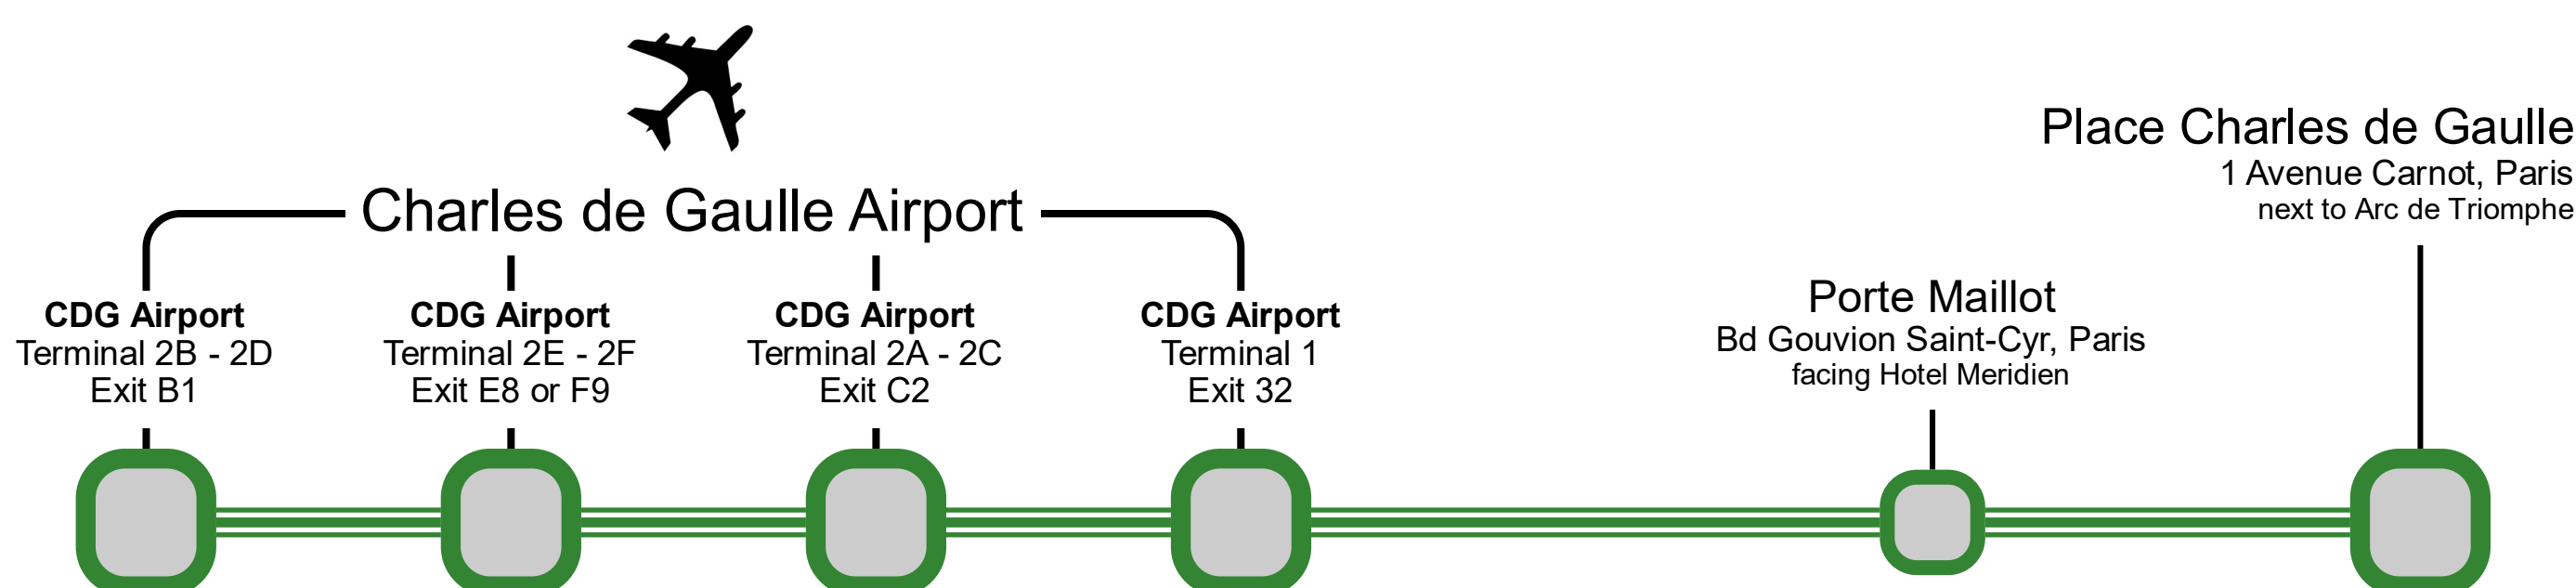 Charles de Gaulle Airport
CDG Airport
Terminal 2B - 2D
Exit B1
CDG Airport
Terminal 2E - 2F
Exit E8 or F9
CDG Airport
Terminal 2A - 2C
Exit C2
CDG Airport
Terminal 1
Exit 32
Porte Maillot
Bd Gouvion Saint-Cyr, Paris
facing Hotel Meridien
Place Charles de Gaulle
1 Avenue Carnot, Paris
next to Arc de Triomphe